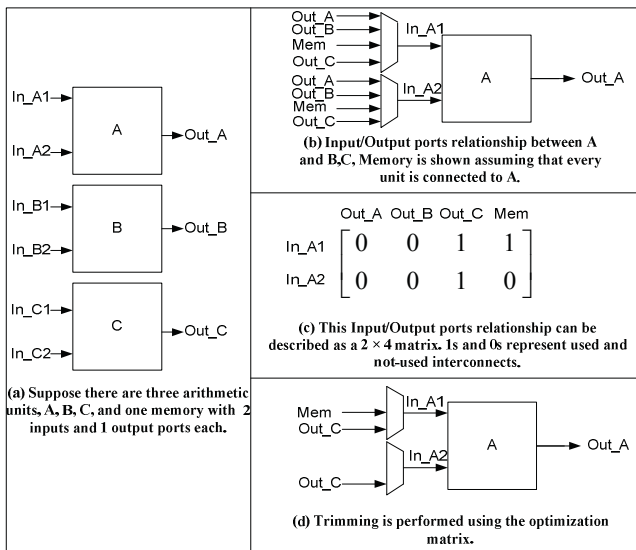 In_A1
In_A2
A
Out_A
In_B1
In_B2
B
Out_B
In_C1
In_C2
C
Out_C
(a) Suppose there are three arithmetic
units, A, B, C, and one memory with 2
inputs and 1 output ports each.
Out_A
Out_B
Mem
Out_C
In_A1
Out_A
Out_B
Mem
Out_C
In_A2
A
Out_A
(b) Input/Output ports relationship between A
and B,C, Memory is shown assuming that every
unit is connected to A.
Out_A Out_B Out_C Mem
In_A1 0 0 1 1
In_A2 0 0 1 0
(c) This Input/Output ports relationship can be
described as a 2 × 4 matrix. 1s and 0s represent used and
not-used interconnects.
Mem
Out_C
In_A1
Out_C
In_A2
A
Out_A
(d) Trimming is performed using the optimization
matrix.